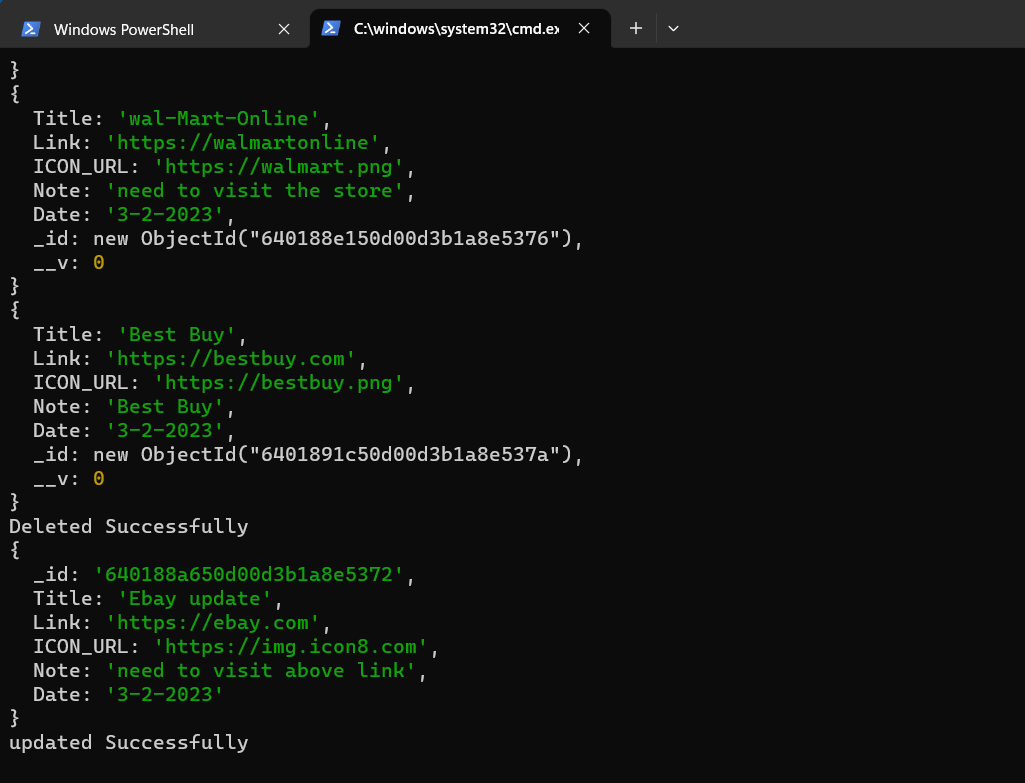 Windows PowerShell
C:\windows\system32\cmd.ex
}
{
  Title: 'wal-Mart-Online',
  Link: 'https://walmartonline',
  ICON_URL: 'https://walmart.png',
  Note: 'need to visit the store',
  Date: '3-2-2023',
  _id: new ObjectId("640188e150d00d3b1a8e5376"),
  __v: 0
}
{
  Title: 'Best Buy',
  Link: 'https://bestbuy.com',
  ICON_URL: 'https://bestbuy.png',
  Note: 'Best Buy',
  Date: '3-2-2023',
  _id: new ObjectId("6401891c50d00d3b1a8e537a"),
  __v: 0
}
Deleted Successfully
{
  _id: '640188a650d00d3b1a8e5372',
  Title: 'Ebay update',
  Link: 'https://ebay.com',
  ICON_URL: 'https://img.icon8.com',
  Note: 'need to visit above link',
  Date: '3-2-2023'
}
updated Successfully